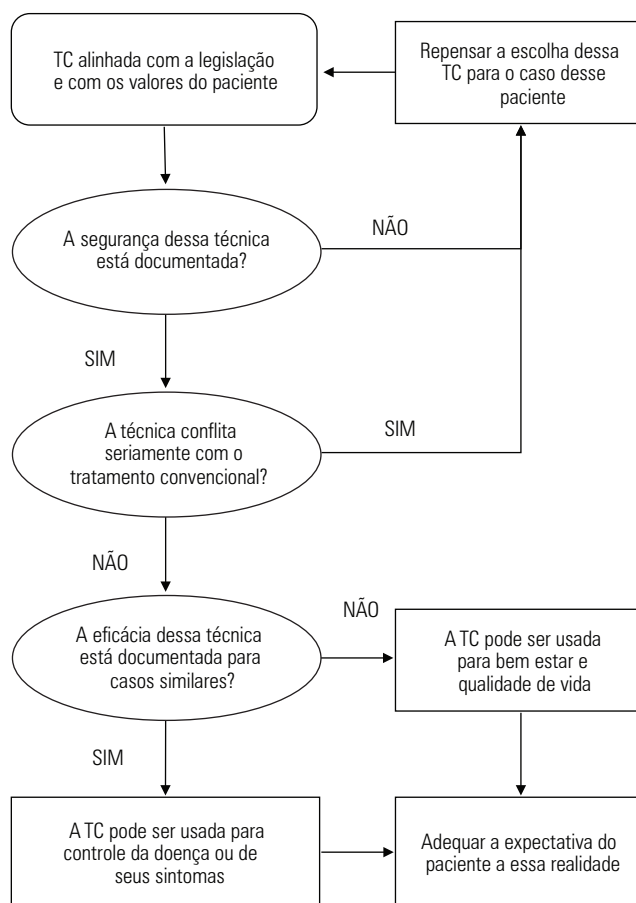 TC alinhada com a legislação
e com os valores do paciente
Repensar a escolha dessa
TC para o caso desse
paciente
A segurança dessa técnica
está documentada?
NÃO
SIM
A técnica conflita
seriamente com o
tratamento convencional?
SIM
NÃO
A eficácia dessa técnica
está documentada para
casos similares?
NÃO
A TC pode ser usada
para bem estar e
qualidade de vida
SIM
A TC pode ser usada para
controle da doença ou de
seus sintomas
Adequar a expectativa do
paciente a essa realidade